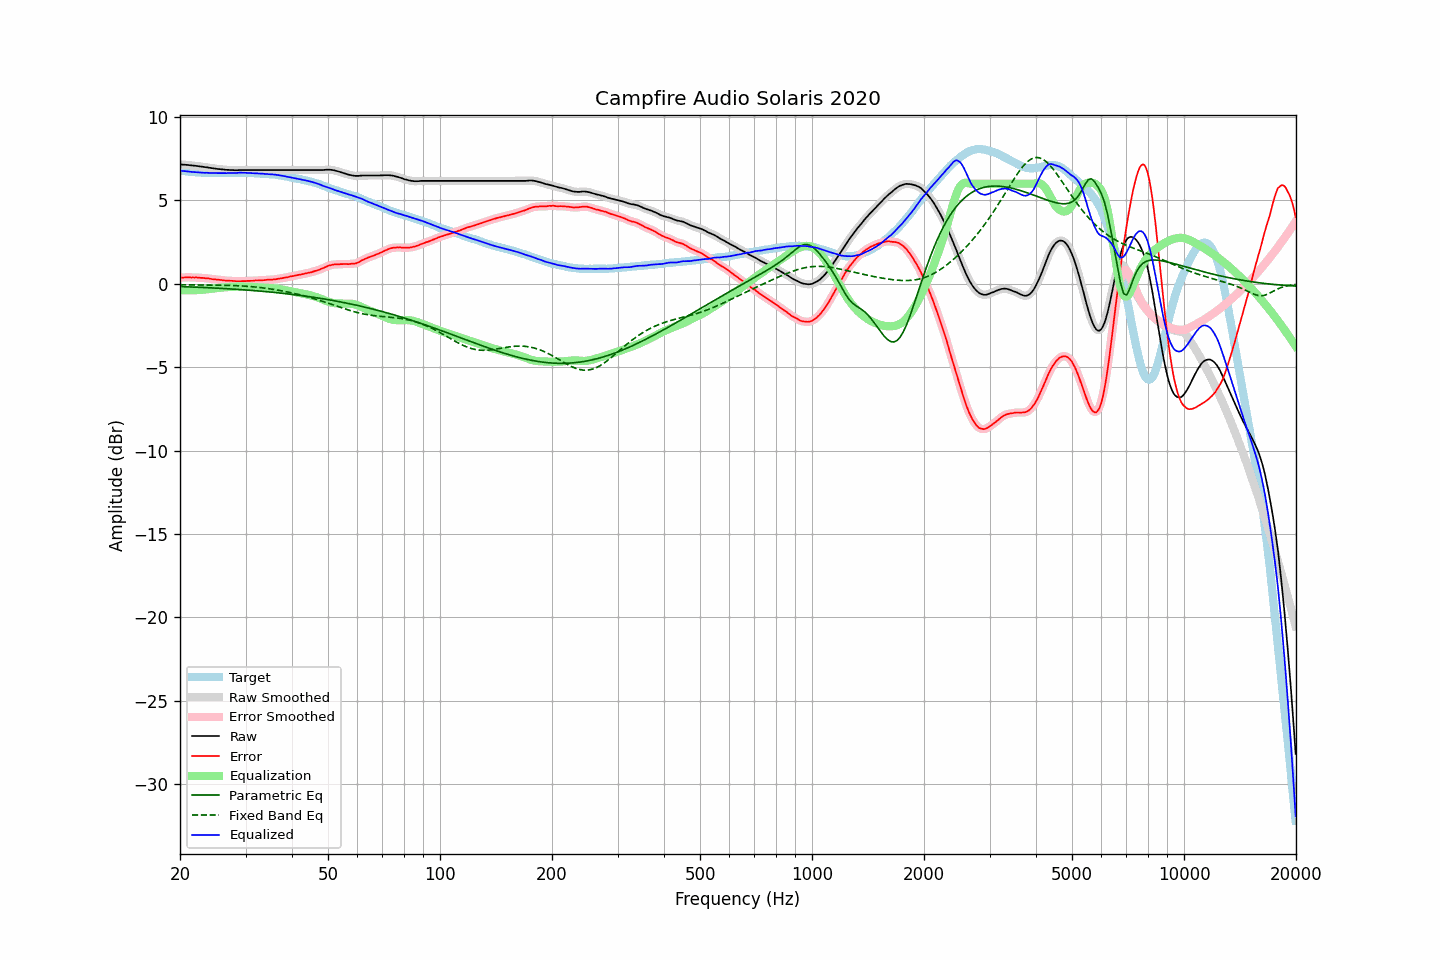 Campfire Audio Solaris 2020
10
5
0
−5
−10
−15
−20
−25
−30
Amplitude (dBr)
Target
Raw Smoothed
Error Smoothed
Raw
Error
Equalization
Parametric Eq
Fixed Band Eq
Equalized
20 50 100 200 500 1000 2000 5000 10000 20000
Frequency (Hz)